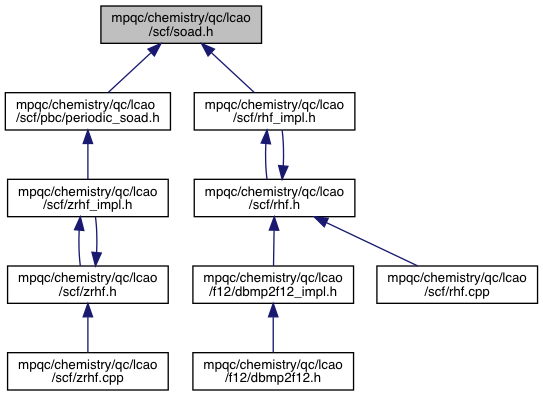 mpqc/chemistry/qc/lcao
/scf/soad.h
mpqc/chemistry/qc/lcao
/scf/pbc/periodic_soad.h
mpqc/chemistry/qc/lcao
/scf/rhf_impl.h
mpqc/chemistry/qc/lcao
/scf/zrhf_impl.h
mpqc/chemistry/qc/lcao
/scf/rhf.h
mpqc/chemistry/qc/lcao
/scf/zrhf.h
mpqc/chemistry/qc/lcao
/f12/dbmp2f12_impl.h
mpqc/chemistry/qc/lcao
/scf/rhf.cpp
mpqc/chemistry/qc/lcao
/scf/zrhf.cpp
mpqc/chemistry/qc/lcao
/f12/dbmp2f12.h